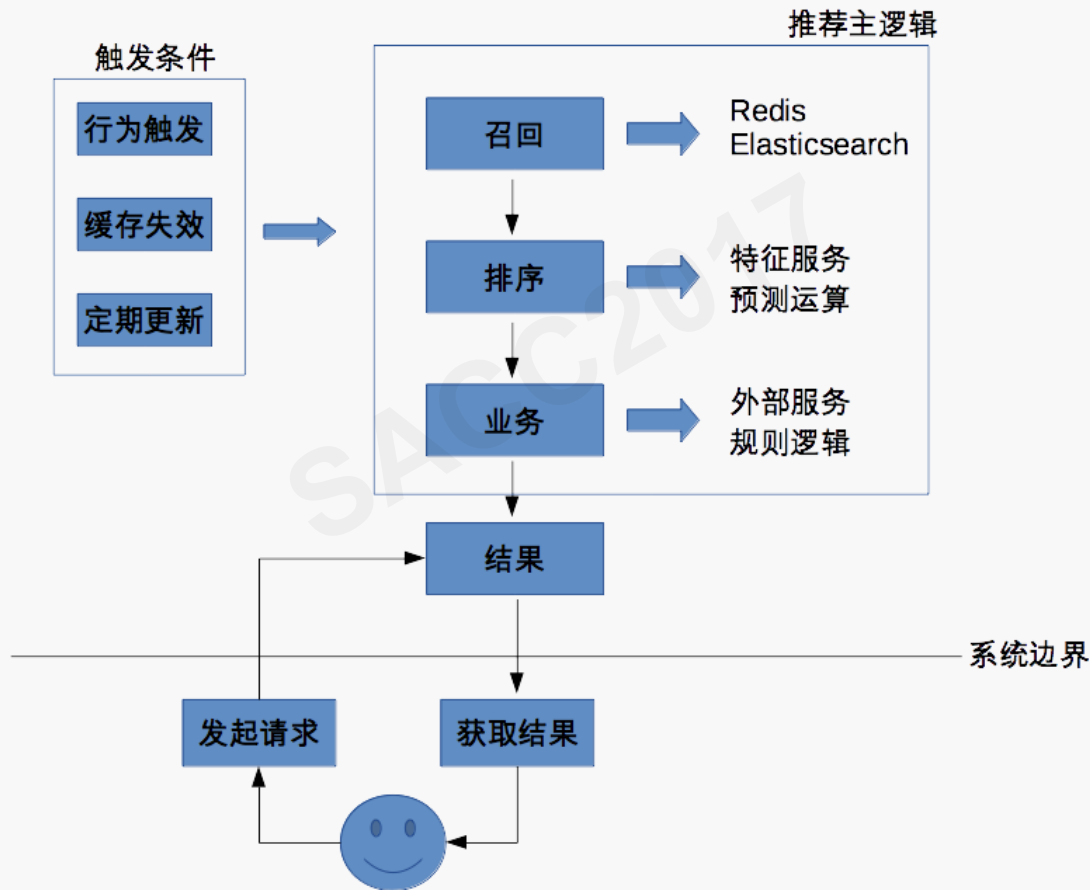 推荐主逻辑
触发条件
行为触发
缓存失效
定期更新
召回
Redis
Elasticsearch
排序
特征服务
预测运算
业务
外部服务
规则逻辑
结果
系统边界
发起请求
获取结果
SACC2017